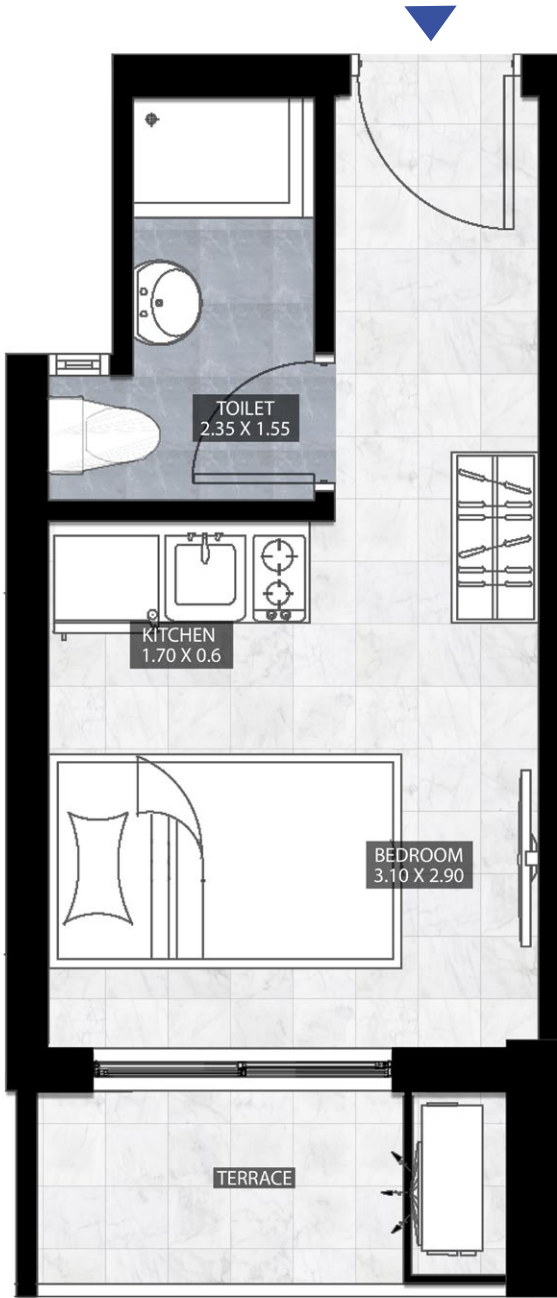 TOILET
2.35 X 1.55
KITCHEN
1.70 X 0.6
BEDROOM
3.10 X 2.90
TERRACE